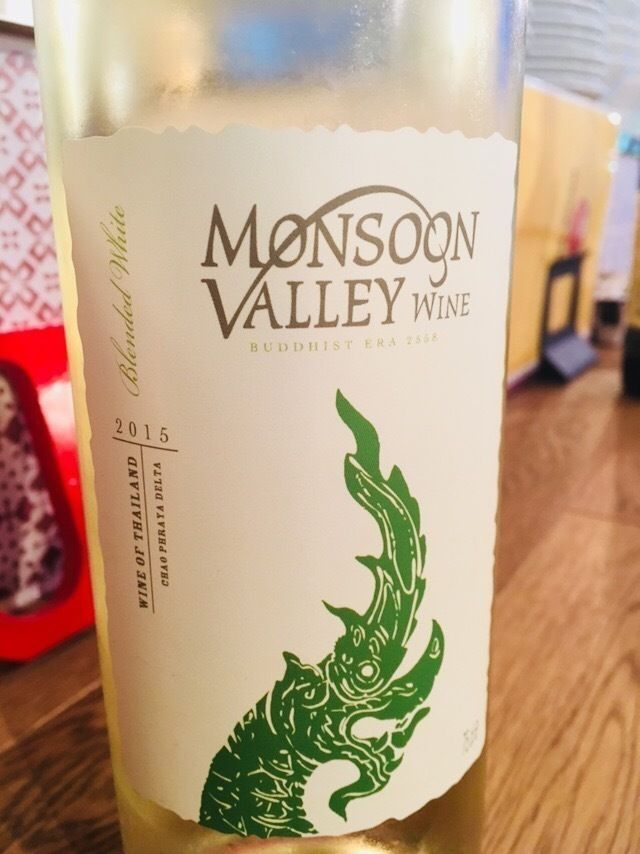 MONSOON
VALLEY WINE
BUDDHIST ERA 2558
Blended White
2015
WINE OF THAILAND
CHAO PHRAYA DELTA